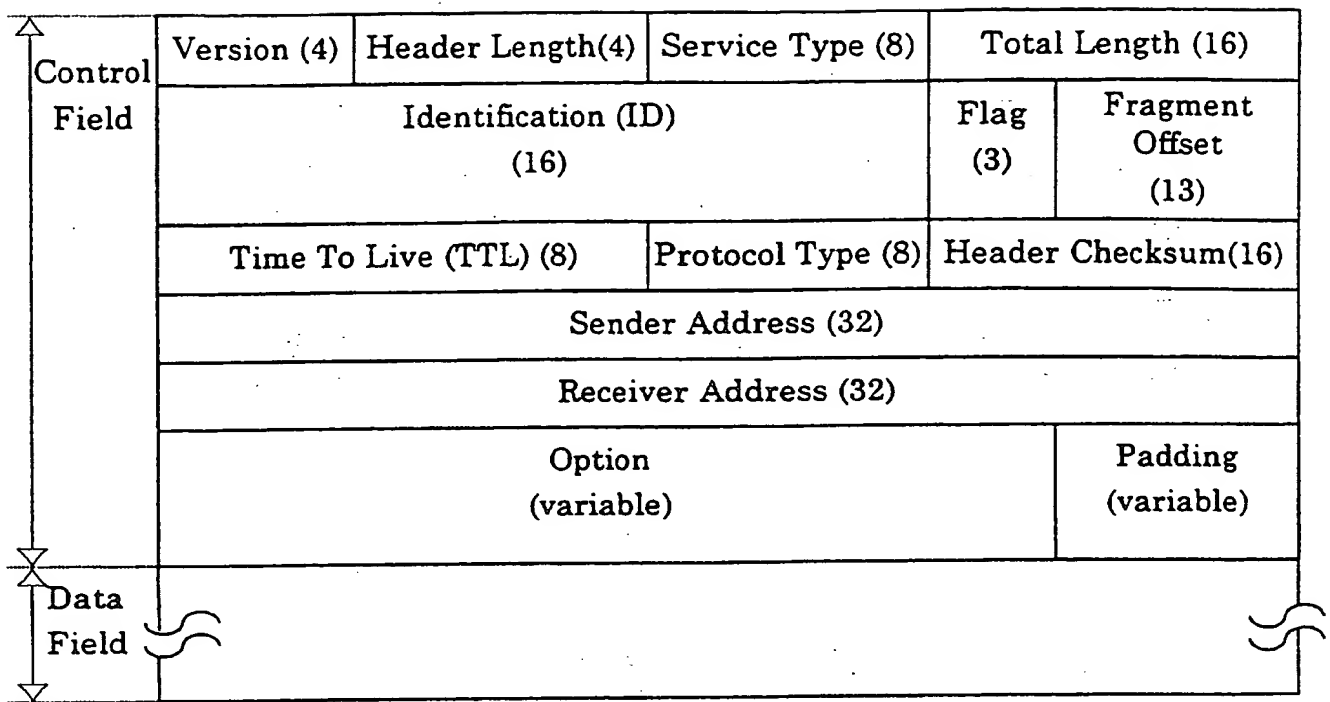 Control
Field
Version (4)
Header Length(4)
Service Type (8)
Total Length (16)
Identification (ID)
(16)
Flag
(3)
Fragment
Offset
(13)
Time To Live (TTL) (8)
Protocol Type (8)
Header Checksum(16)
Sender Address (32)
Receiver Address (32)
Option
(variable)
Padding
(variable)
Data
Field